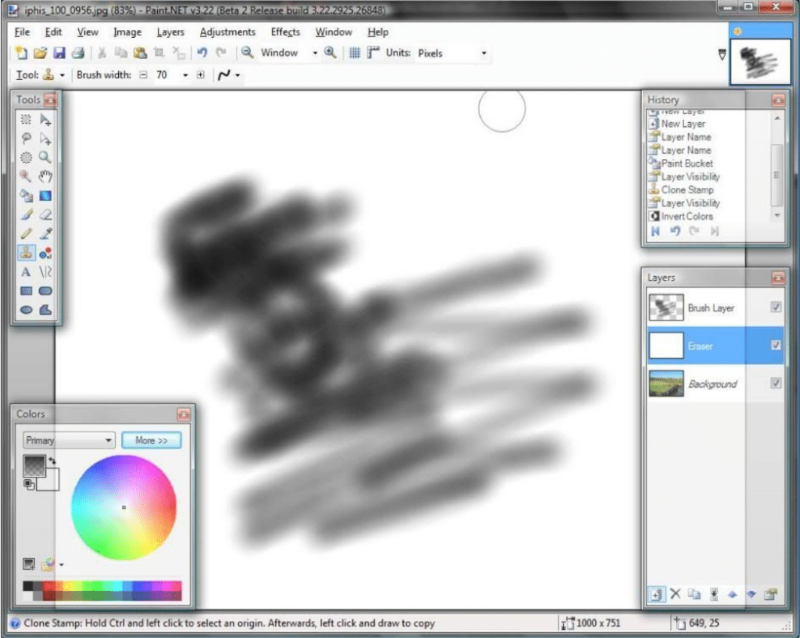 iphis_100_0956.jpg (83%) - Paint.NET v3.22 (Beta 2 Release build 3.22.2925.26848)
File Edit View Image Layers Adjustments Effects Window Help
Window Units: Pixels
Tool: Brush width: 70
Tools
History
New Layer
New Layer
Layer Name
Layer Name
Paint Bucket
Layer Visibility
Clone Stamp
Layer Visibility
Invert Colors
Layers
Brush Layer
Eraser
Background
Colors
Primary More >>
Clone Stamp: Hold Ctrl and left click to select an origin. Afterwards, left click and draw to copy 1000 x 751 649, 25